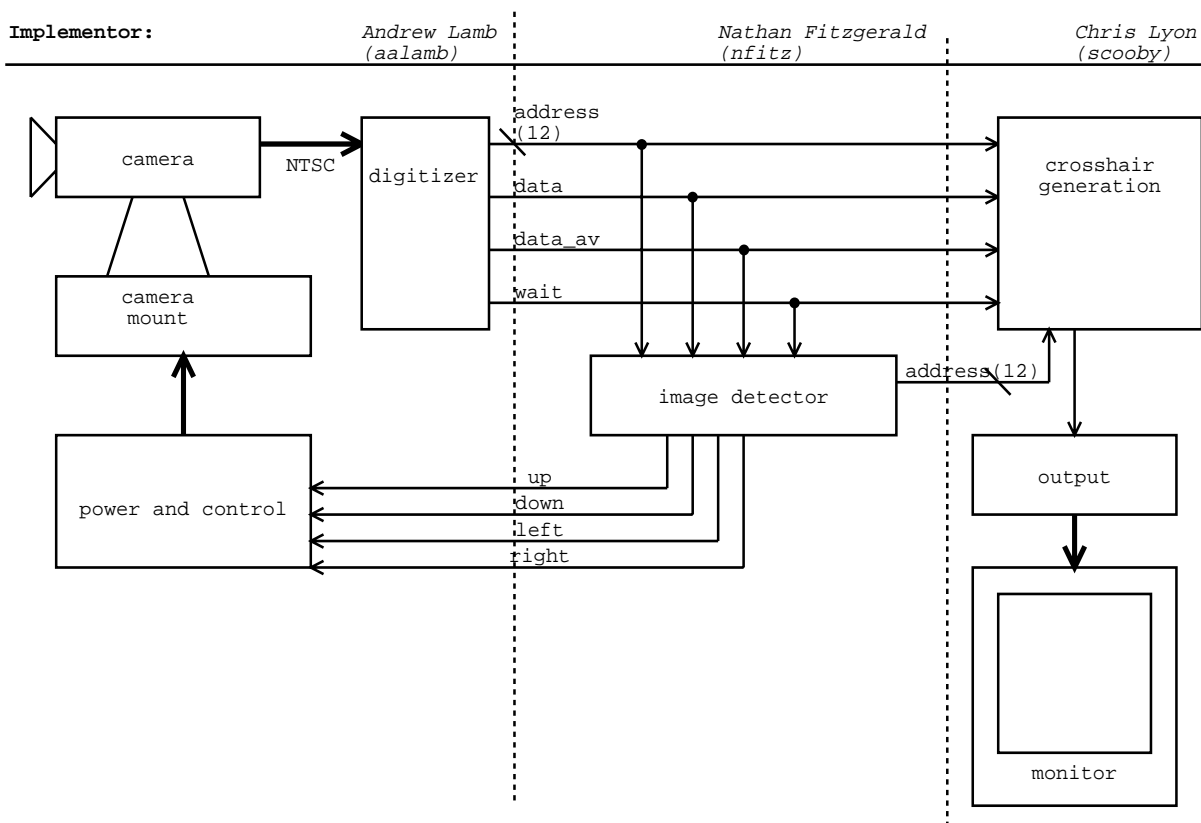 Implementor:
Andrew Lamb
(aalamb)
Nathan Fitzgerald
(nfitz)
Chris Lyon
(scooby)
camera
NTSC
digitizer
address
(12)
data
data_av
wait
crosshair
generation
camera
mount
image detector
address(12)
power and control
up
down
left
right
output
monitor